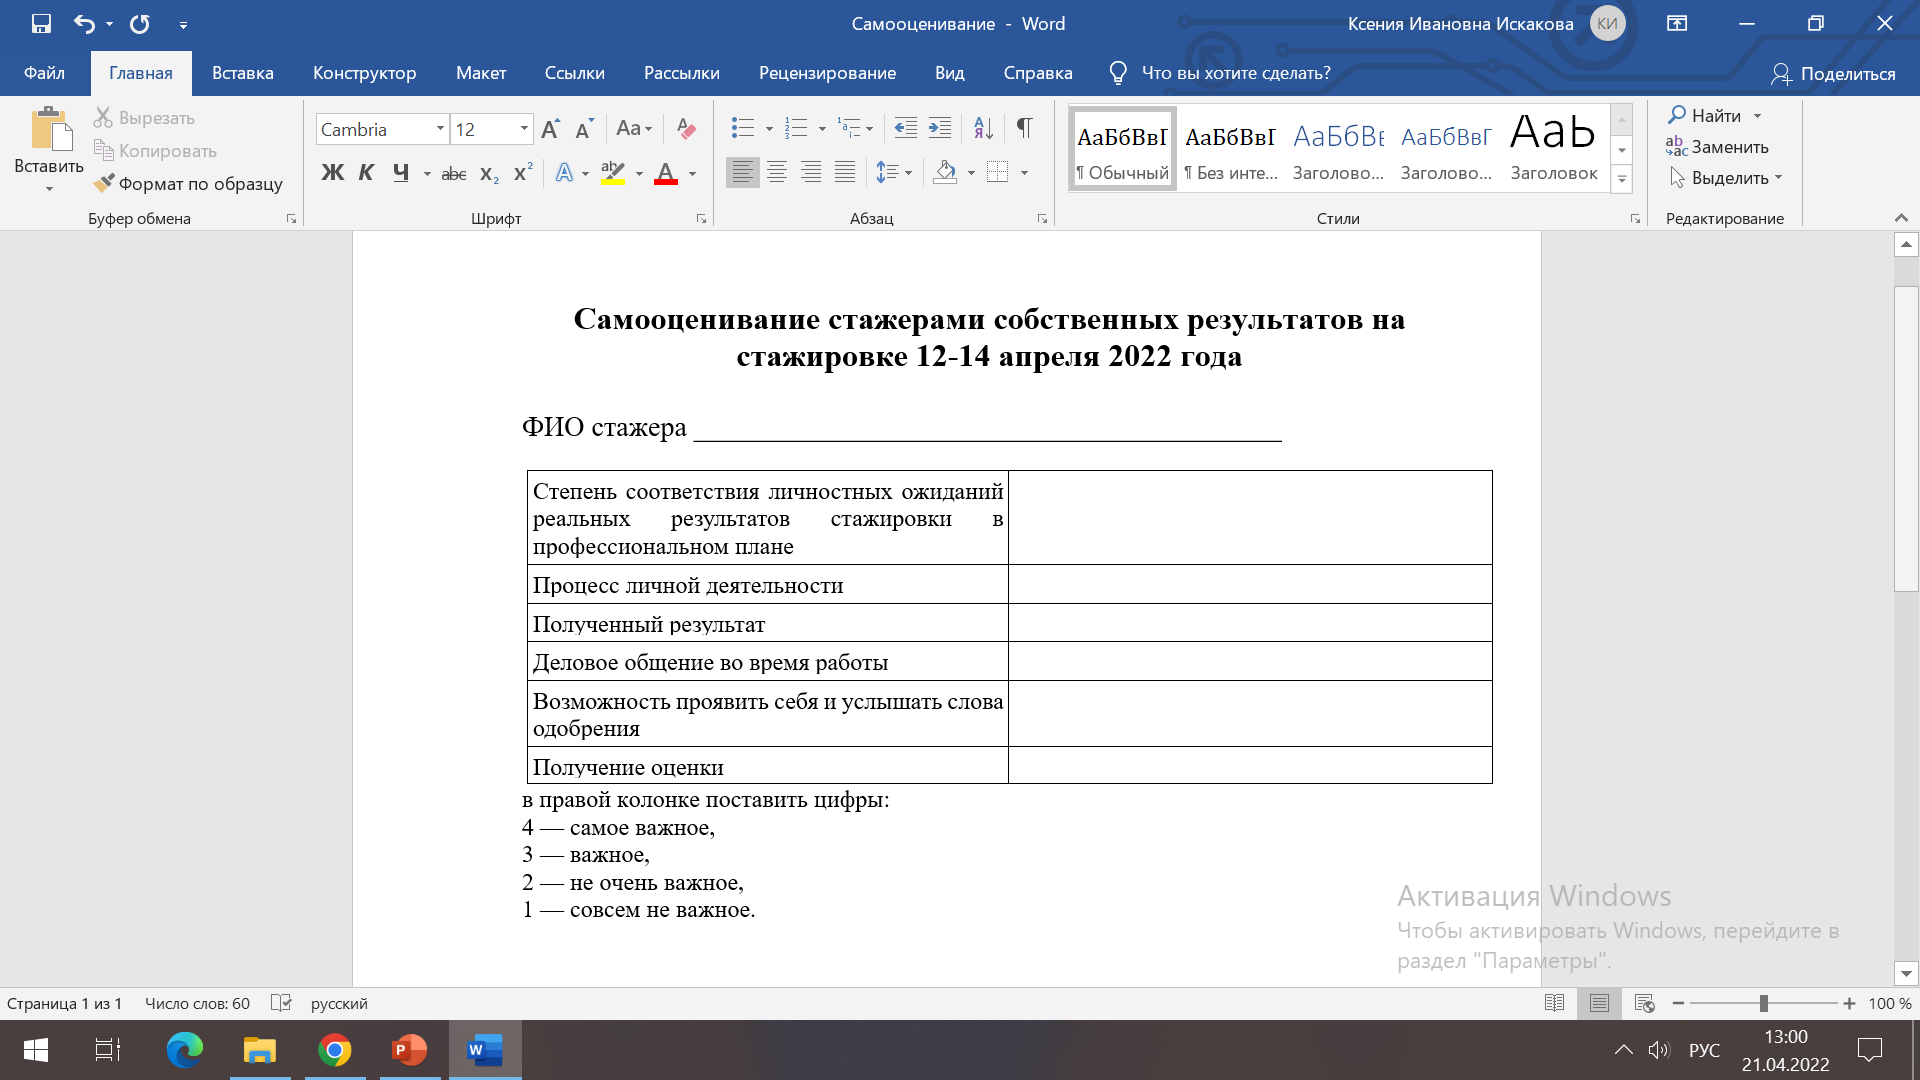 Самооценивание - Word
Ксения Ивановна Искакова
КИ
Файл
Главная
Вставка
Конструктор
Макет
Ссылки
Рассылки
Рецензирование
Вид
Справка
Что вы хотите сделать?
Поделиться
Вставить
Вырезать
Копировать
Формат по образцу
Буфер обмена
Cambria
12
Aa
Ж К Ч abc x₂ x²
Шрифт
Абзац
АаБбВвГ
¶ Обычный
АаБбВвГ
¶ Без инте...
АаБбВв
Заголово...
АаБбВвГ
Заголово...
Ааb
Заголовок
Стили
Найти
Заменить
Выделить
Редактирование
Самооценивание стажерами собственных результатов на
стажировке 12-14 апреля 2022 года
ФИО стажера __________________________________________
Степень соответствия личностных ожиданий
реальных результатов стажировки в
профессиональном плане
Процесс личной деятельности
Полученный результат
Деловое общение во время работы
Возможность проявить себя и услышать слова
одобрения
Получение оценки
в правой колонке поставить цифры:
4 — самое важное,
3 — важное,
2 — не очень важное,
1 — совсем не важное.
Активация Windows
Чтобы активировать Windows, перейдите в
раздел "Параметры".
Страница 1 из 1
Число слов: 60
русский
100 %
РУС
13:00
21.04.2022